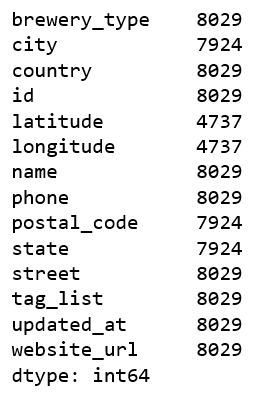 brewery_type 8029
city 7924
country 8029
id 8029
latitude 4737
longitude 4737
name 8029
phone 8029
postal_code 7924
state 7924
street 8029
tag_list 8029
updated_at 8029
website_url 8029
dtype: int64